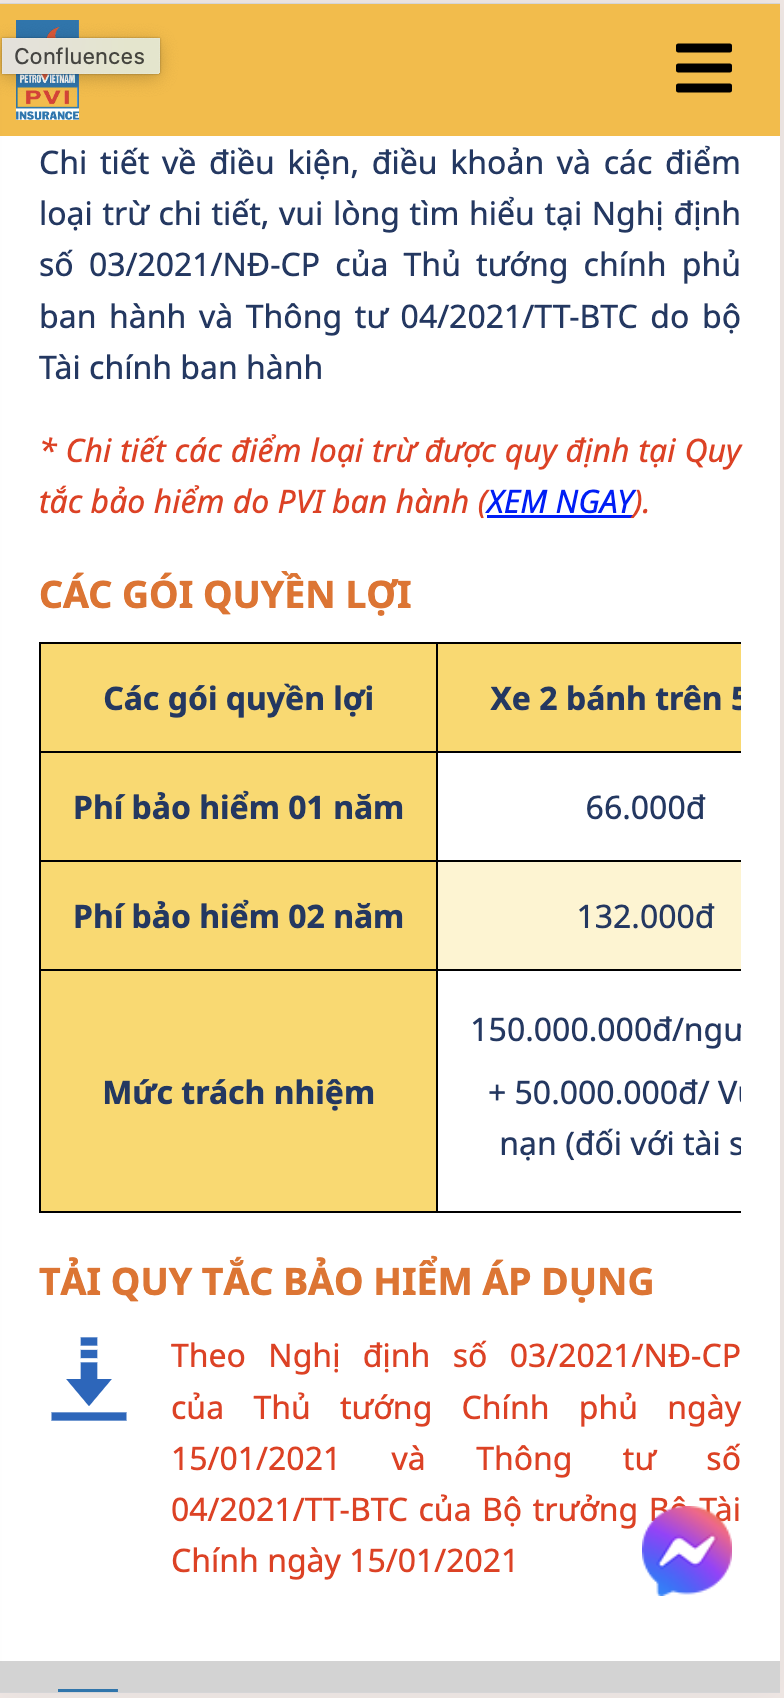 Confluences
PETROVIETNAM
PVI
INSURANCE
Chi tiết về điều kiện, điều khoản và các điểm
loại trừ chi tiết, vui lòng tìm hiểu tại Nghị định
số 03/2021/NĐ-CP của Thủ tướng chính phủ
ban hành và Thông tư 04/2021/TT-BTC do bộ
Tài chính ban hành
* Chi tiết các điểm loại trừ được quy định tại Quy
tắc bảo hiểm do PVI ban hành (XEM NGAY).
CÁC GÓI QUYỀN LỢI
Các gói quyền lợi
Xe 2 bánh trên 5
Phí bảo hiểm 01 năm
66.000đ
Phí bảo hiểm 02 năm
132.000đ
Mức trách nhiệm
150.000.000đ/ngư
+ 50.000.000đ/ Vụ
nạn (đối với tài s
TẢI QUY TẮC BẢO HIỂM ÁP DỤNG
Theo Nghị định số 03/2021/NĐ-CP
của Thủ tướng Chính phủ ngày
15/01/2021 và Thông tư số
04/2021/TT-BTC của Bộ trưởng Bộ Tài
Chính ngày 15/01/2021